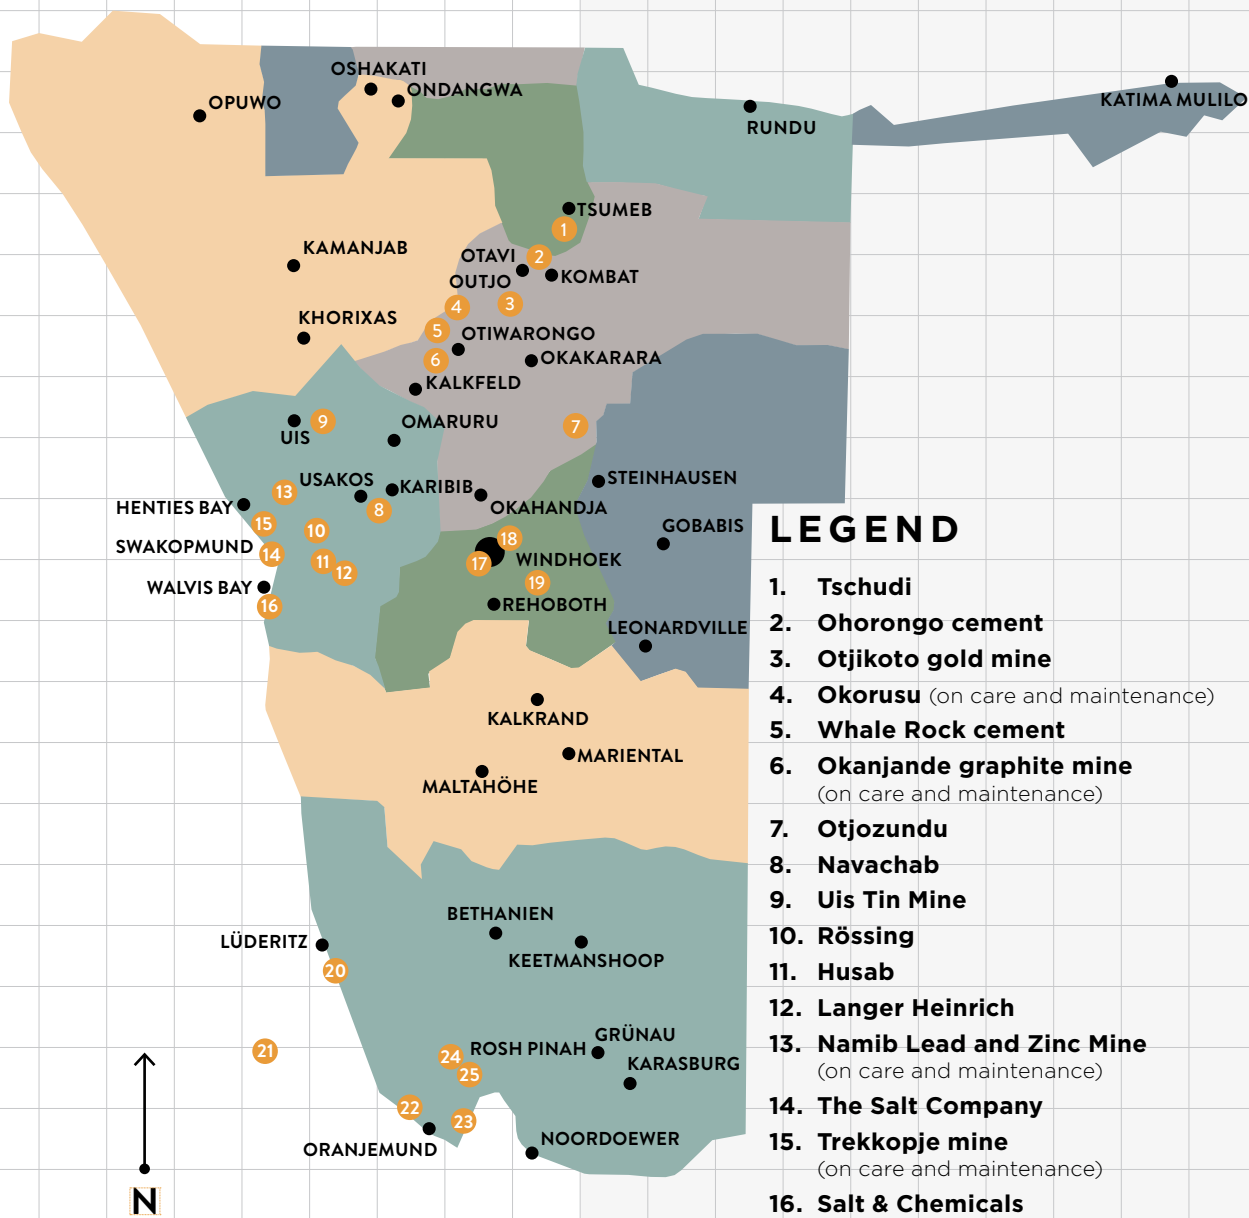 OSHAKATI
ONDANGWA
OPUWO
KATIMA MULILO
RUNDU
TSUMEB
1
KAMANJAB
OTAVI
2
KOMBAT
OUTJO
4
3
KHORIXAS
5
OTIWARONGO
6
OKAKARARA
KALKFELD
9
UIS
OMARURU
7
USAKOS
KARIBIB
STEINHAUSEN
13
HENTIES BAY
8
OKAHANDJA
15
10
GOBABIS
SWAKOPMUND
14
18
11
12
17
WINDHOEK
WALVIS BAY
19
16
REHOBOTH
LEONARDVILLE
KALKRAND
MARIENTAL
MALTAHÖHE
BETHANIEN
LÜDERITZ
KEETMANSHOOP
20
GRÜNAU
21
24
ROSH PINAH
KARASBURG
25
22
23
ORANJEMUND
NOORDOEWER
N
LEGEND
1. Tschudi
2. Ohorongo cement
3. Otjikoto gold mine
4. Okorusu (on care and maintenance)
5. Whale Rock cement
6. Okanjande graphite mine
(on care and maintenance)
7. Otjozundu
8. Navachab
9. Uis Tin Mine
10. Rössing
11. Husab
12. Langer Heinrich
13. Namib Lead and Zinc Mine
(on care and maintenance)
14. The Salt Company
15. Trekkopje mine
(on care and maintenance)
16. Salt & Chemicals